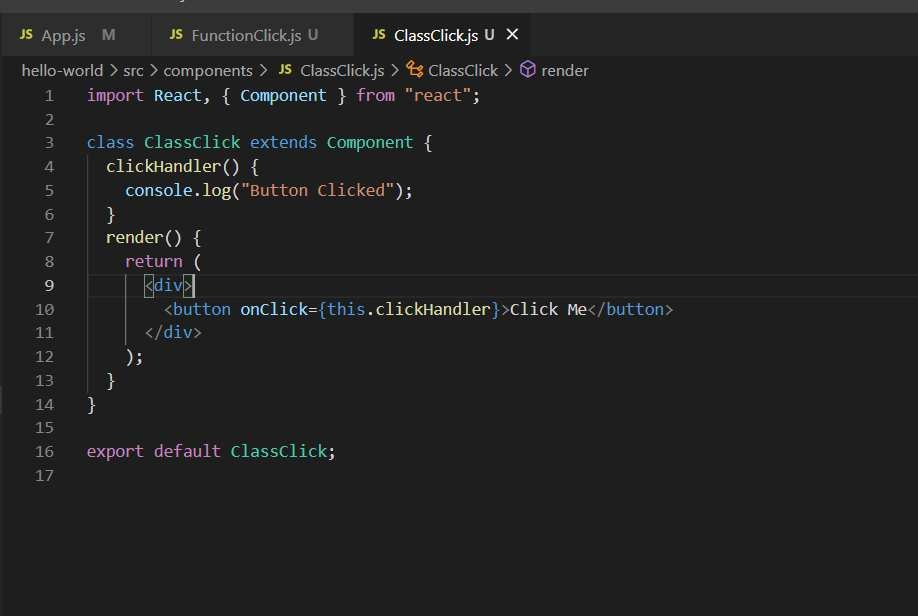 JS App.js M JS FunctionClick.js U JS ClassClick.js U
hello-world > src > components > JS ClassClick.js > ClassClick > render
1 import React, { Component } from "react";
2
3 class ClassClick extends Component {
4 clickHandler() {
5 console.log("Button Clicked");
6 }
7 render() {
8 return (
9 <div>
10 <button onClick={this.clickHandler}>Click Me</button>
11 </div>
12 );
13 }
14 }
15
16 export default ClassClick;
17